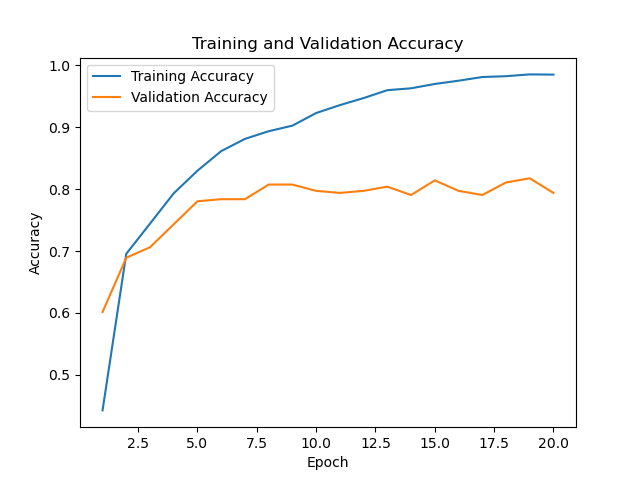 Training and Validation Accuracy
Training Accuracy
Validation Accuracy
1.0
0.9
0.8
0.7
0.6
0.5
Accuracy
2.5 5.0 7.5 10.0 12.5 15.0 17.5 20.0
Epoch